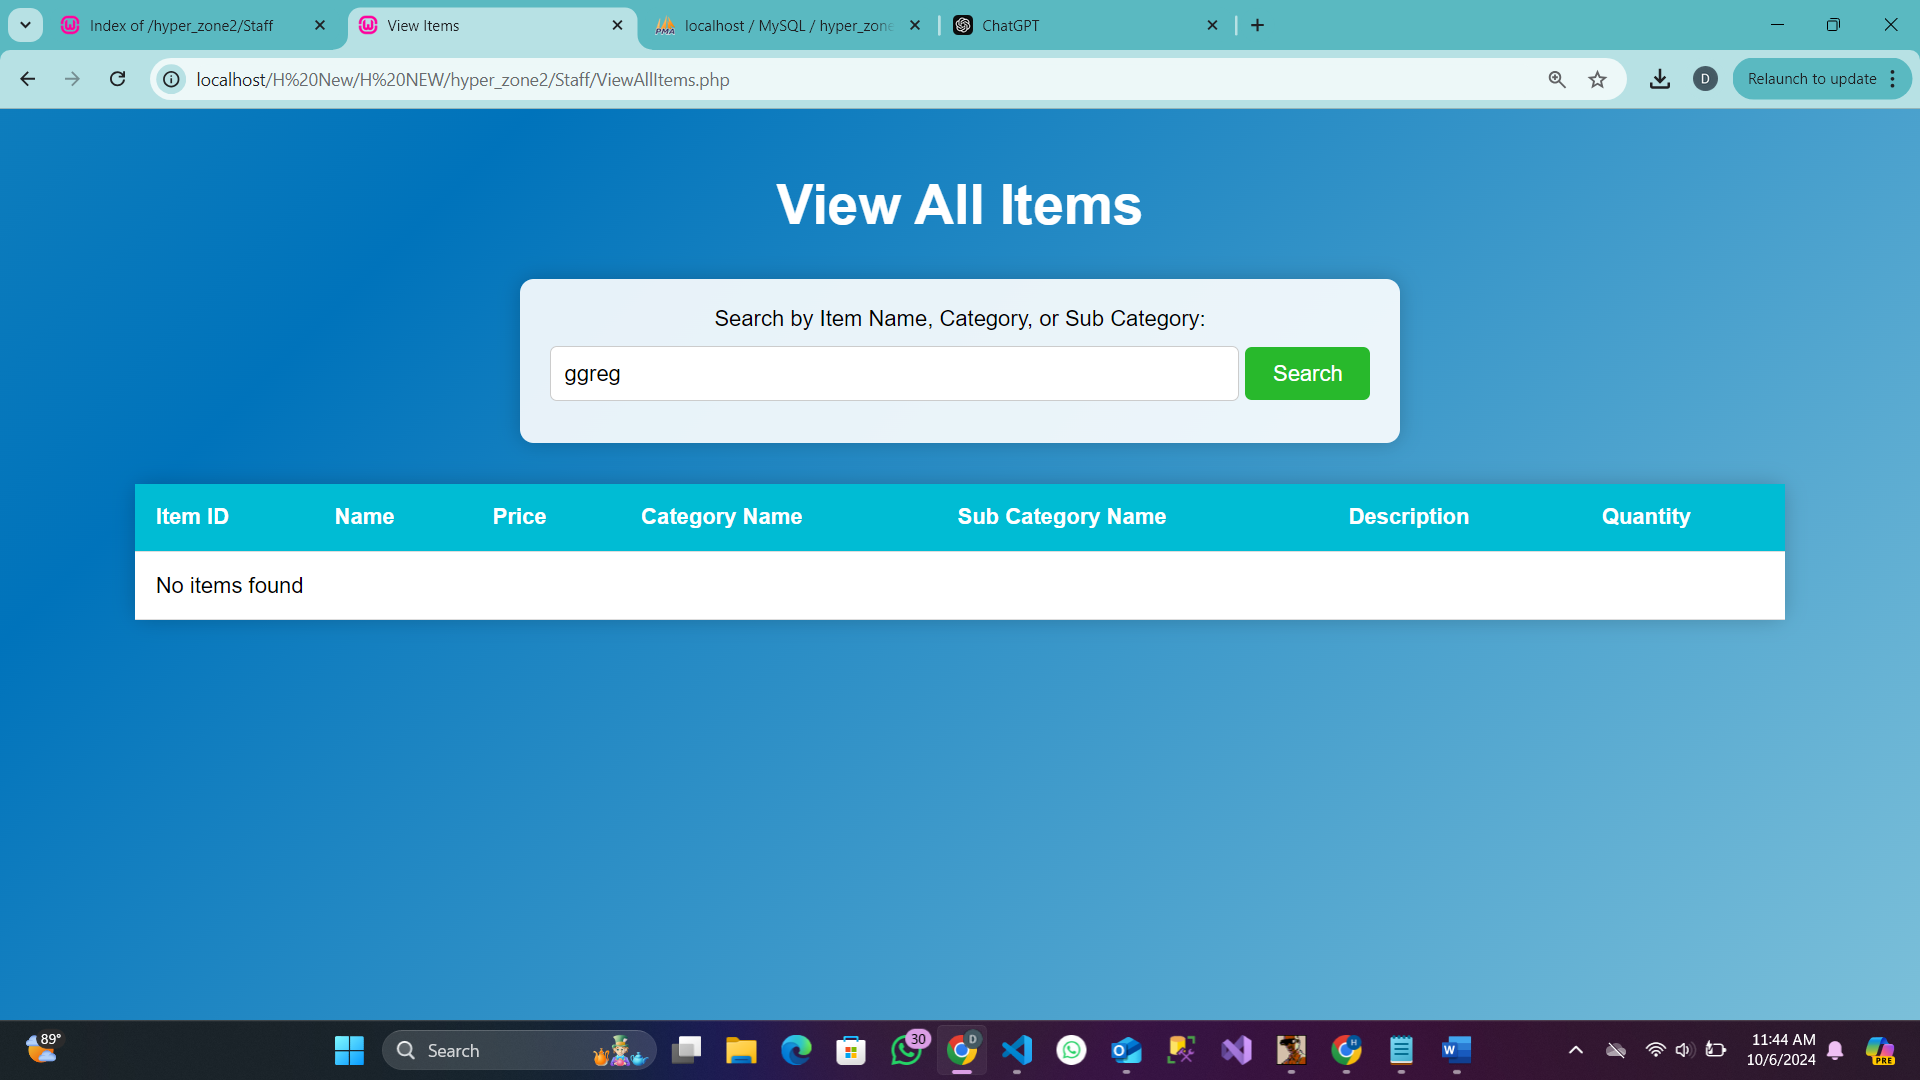 Index of /hyper_zone2/Staff
View Items
PMA
localhost / MySQL / hyper_zone
ChatGPT
localhost/H%20New/H%20NEW/hyper_zone2/Staff/ViewAllItems.php
D
Relaunch to update
View All Items
Search by Item Name, Category, or Sub Category:
ggreg
Search
Item ID Name Price Category Name Sub Category Name Description Quantity
No items found
89°
Search
30
D
H
W
11:44 AM
10/6/2024
PRE